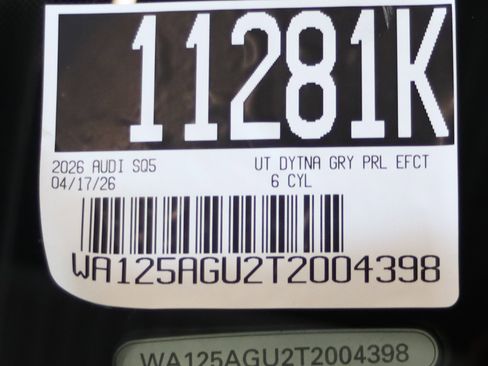 11281K
2026 AUDI SQ5 UT DYTNA GRY PRL EFCT
04/17/26 6 CYL
WA125AGU2T2004398
WA125AGU2T2004398